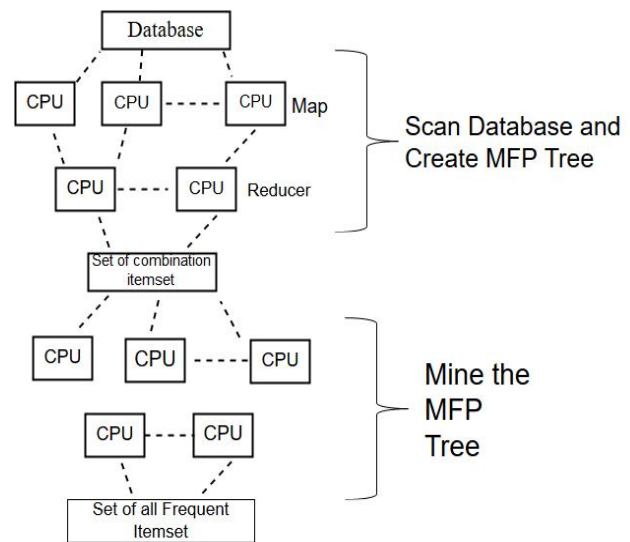 Database
CPU
CPU
CPU
Map
Scan Database and
Create MFP Tree
CPU
CPU
Reducer
Set of combination
itemset
CPU
CPU
CPU
Mine the
MFP
Tree
CPU
CPU
Set of all Frequent
Itemset